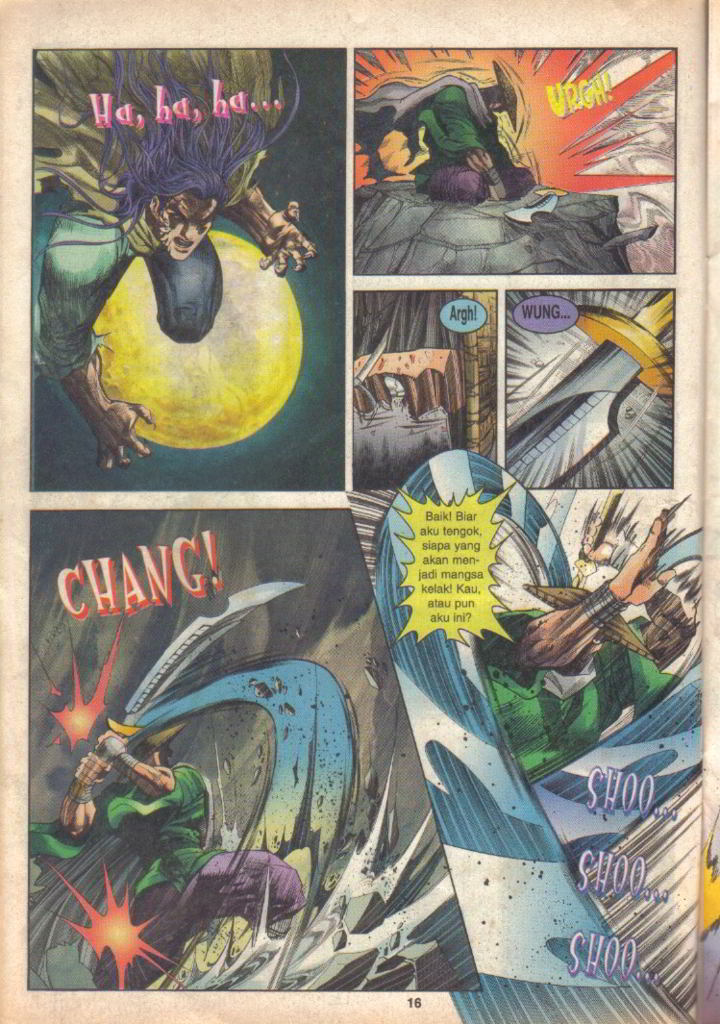 Ha, ha, ha...
URGH!
Argh!
WUNG...
Baik! Biar
aku tengok,
siapa yang
akan men-
jadi mangsa
kelak! Kau,
atau pun
aku ini?
CHANG!
SHOO...
SHOO...
SHOO...
16